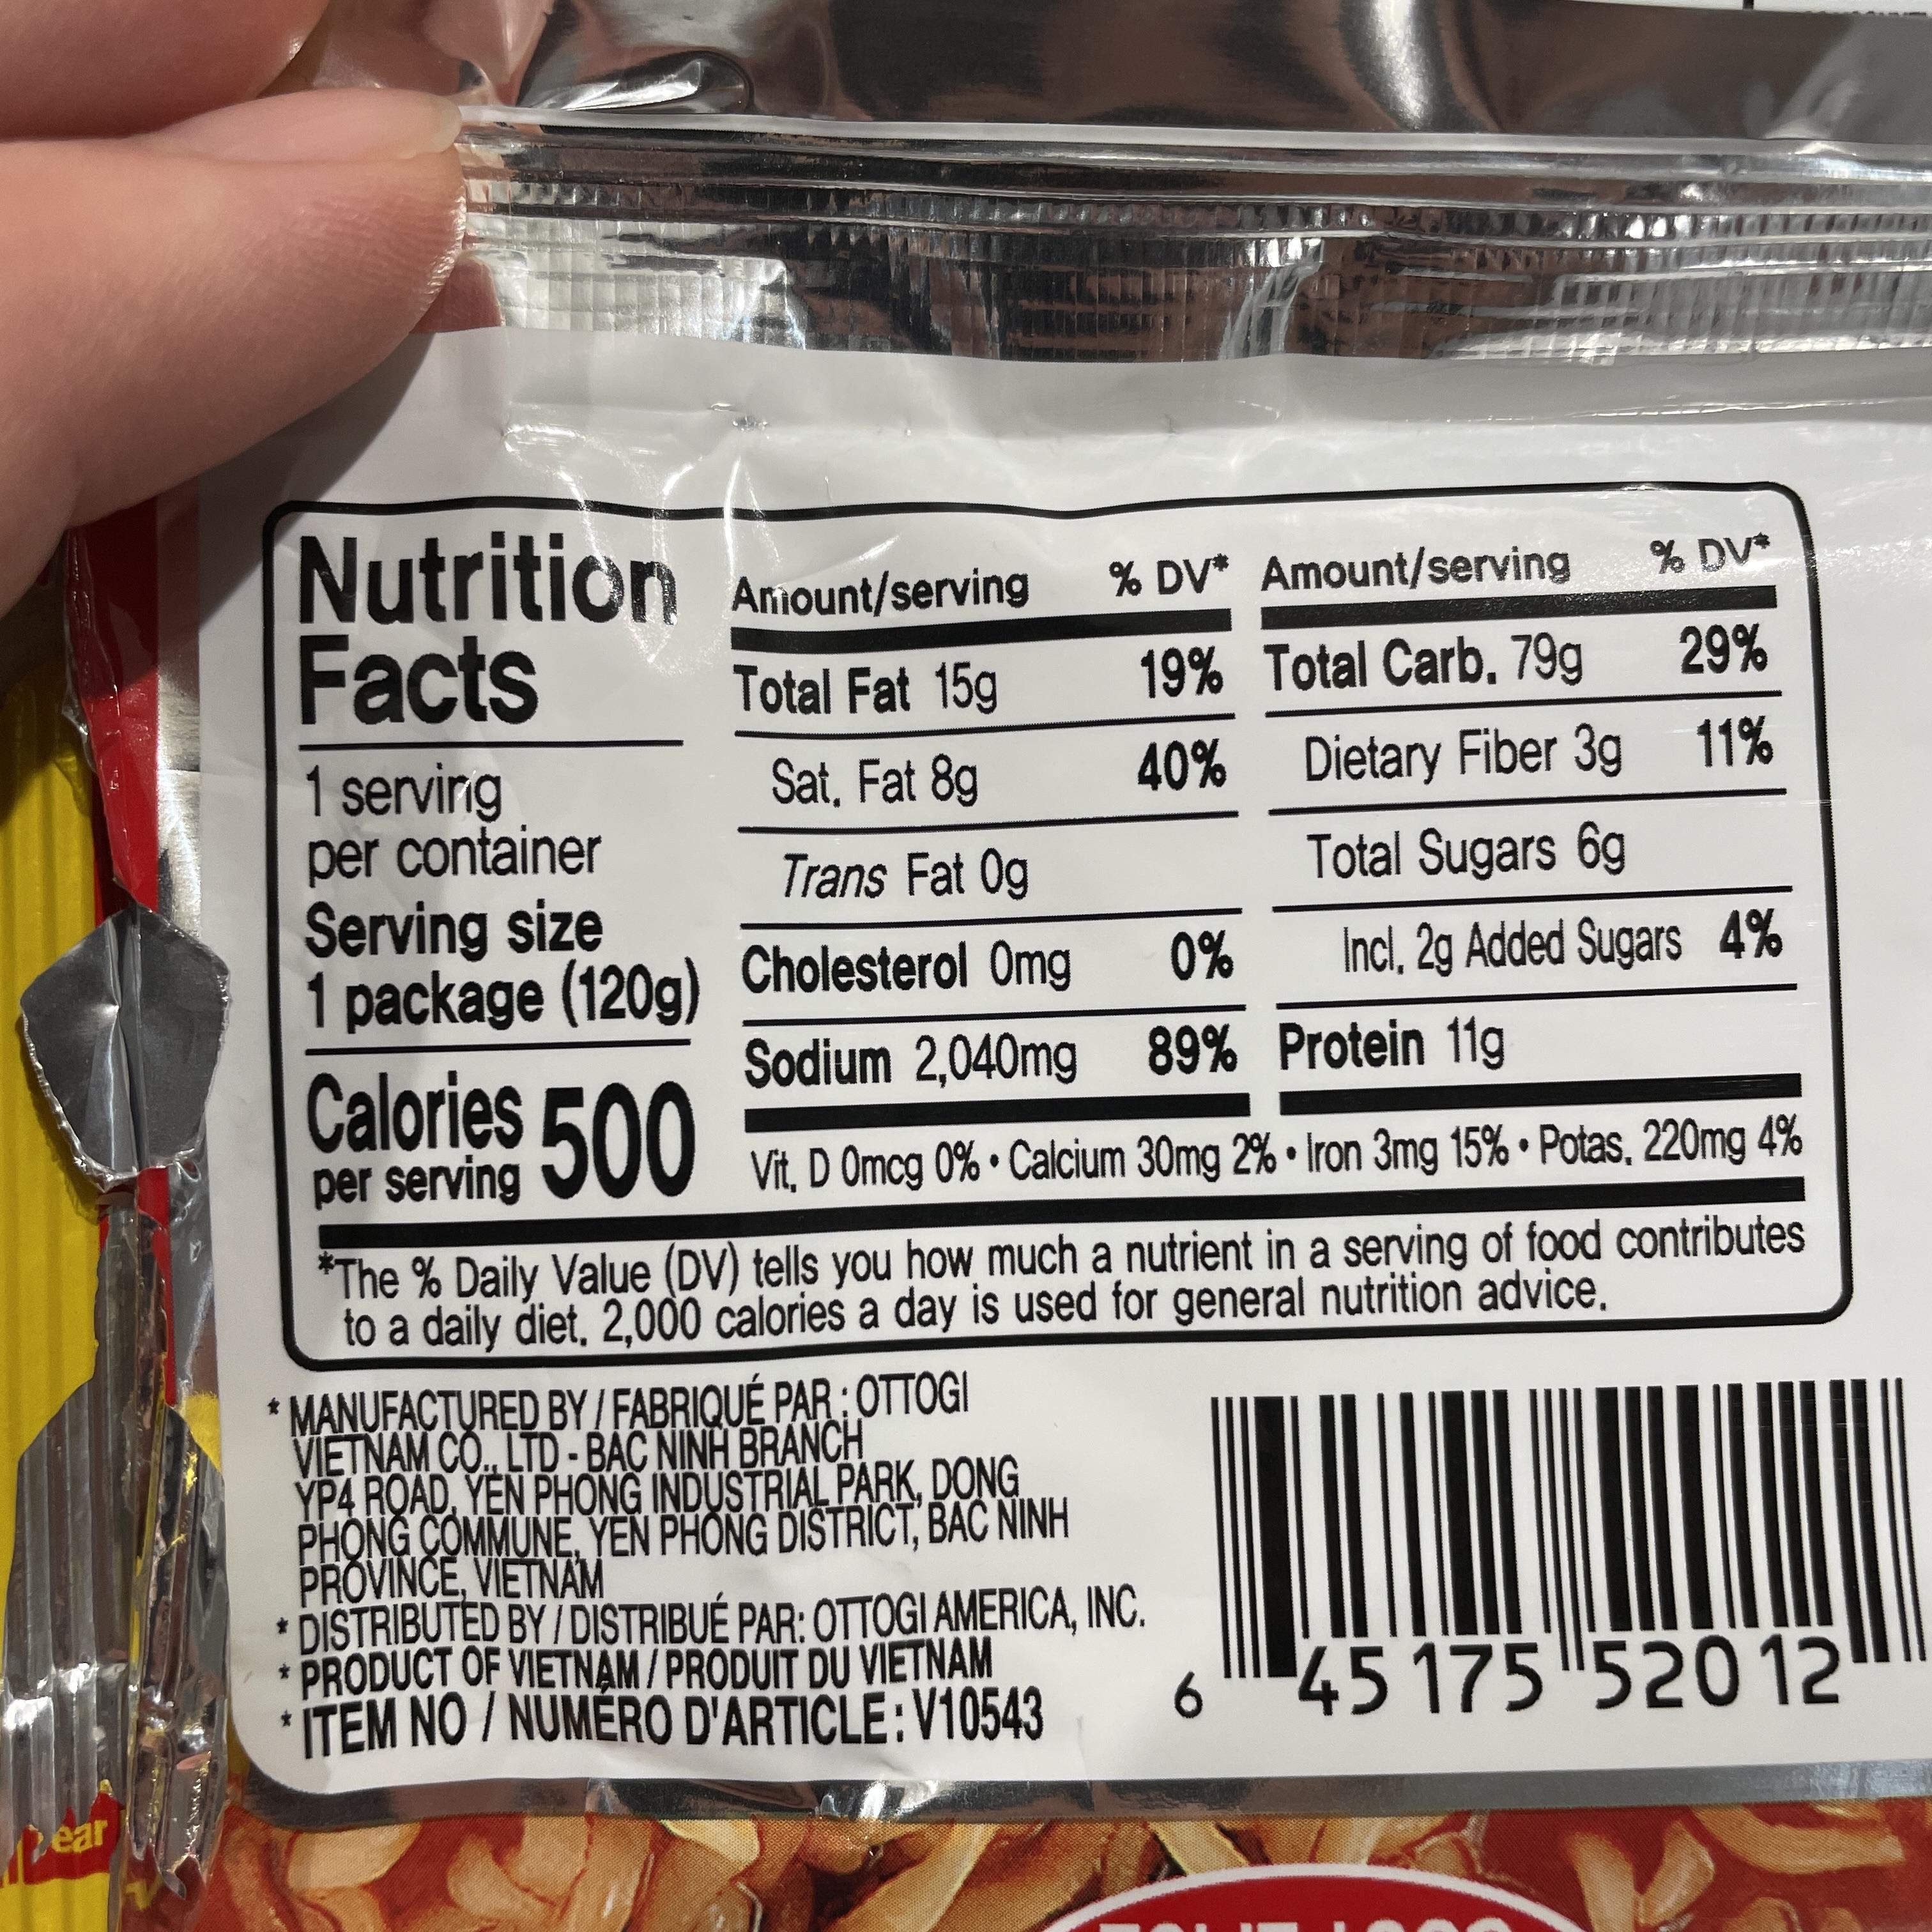 Nutrition
Facts
1 serving
per container
Serving size
1 package (120g)
Calories
per serving
500
Amount/serving % DV*
Total Fat 15g 19%
Sat. Fat 8g 40%
Trans Fat 0g
Cholesterol 0mg 0%
Sodium 2,040mg 89%
Amount/serving % DV*
Total Carb. 79g 29%
Dietary Fiber 3g 11%
Total Sugars 6g
Incl. 2g Added Sugars 4%
Protein 11g
Vit. D 0mcg 0% • Calcium 30mg 2% • Iron 3mg 15% • Potas. 220mg 4%
*The % Daily Value (DV) tells you how much a nutrient in a serving of food contributes
to a daily diet. 2,000 calories a day is used for general nutrition advice.
* MANUFACTURED BY / FABRIQUÉ PAR : OTTOGI
VIETNAM CO., LTD - BAC NINH BRANCH
YP4 ROAD, YEN PHONG INDUSTRIAL PARK, DONG
PHONG COMMUNE, YEN PHONG DISTRICT, BAC NINH
PROVINCE, VIETNAM
* DISTRIBUTED BY / DISTRIBUÉ PAR: OTTOGI AMERICA, INC.
* PRODUCT OF VIETNAM / PRODUIT DU VIETNAM
* ITEM NO / NUMÉRO D'ARTICLE : V10543
6 45175 52012
ear